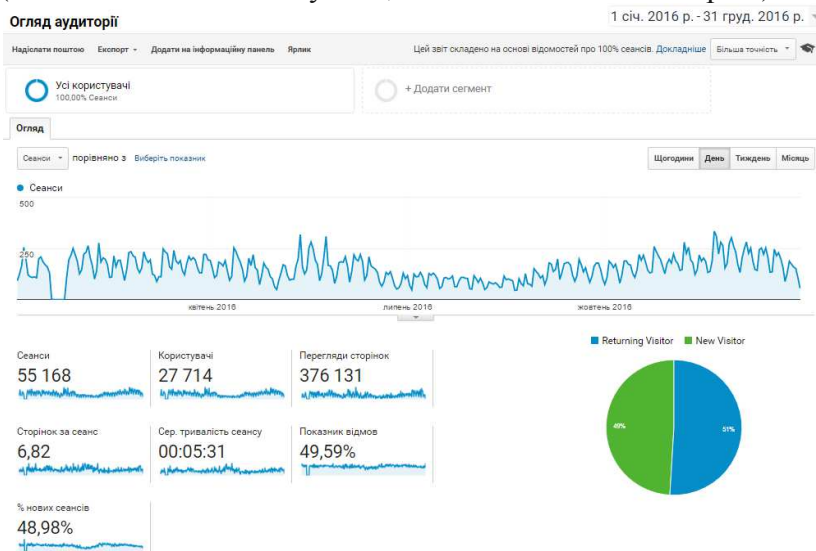 Огляд аудиторії
1 січ. 2016 р. - 31 груд. 2016 р.
Надіслати поштою Експорт Додати на інформаційну панель Ярлик
Цей звіт складено на основі відомостей про 100% сеансів. Докладніше Більша точність
Усі користувачі
100,00% Сеанси
+ Додати сегмент
Огляд
Сеанси порівняно з Виберіть показник
Щогодини День Тиждень Місяць
Сеанси
500
250
квітень 2016 липень 2016 жовтень 2016
Returning Visitor New Visitor
Сеанси Користувачі Перегляди сторінок
55 168 27 714 376 131
49% 51%
Сторінок за сеанс Сер. тривалість сеансу Показник відмов
6,82 00:05:31 49,59%
% нових сеансів
48,98%